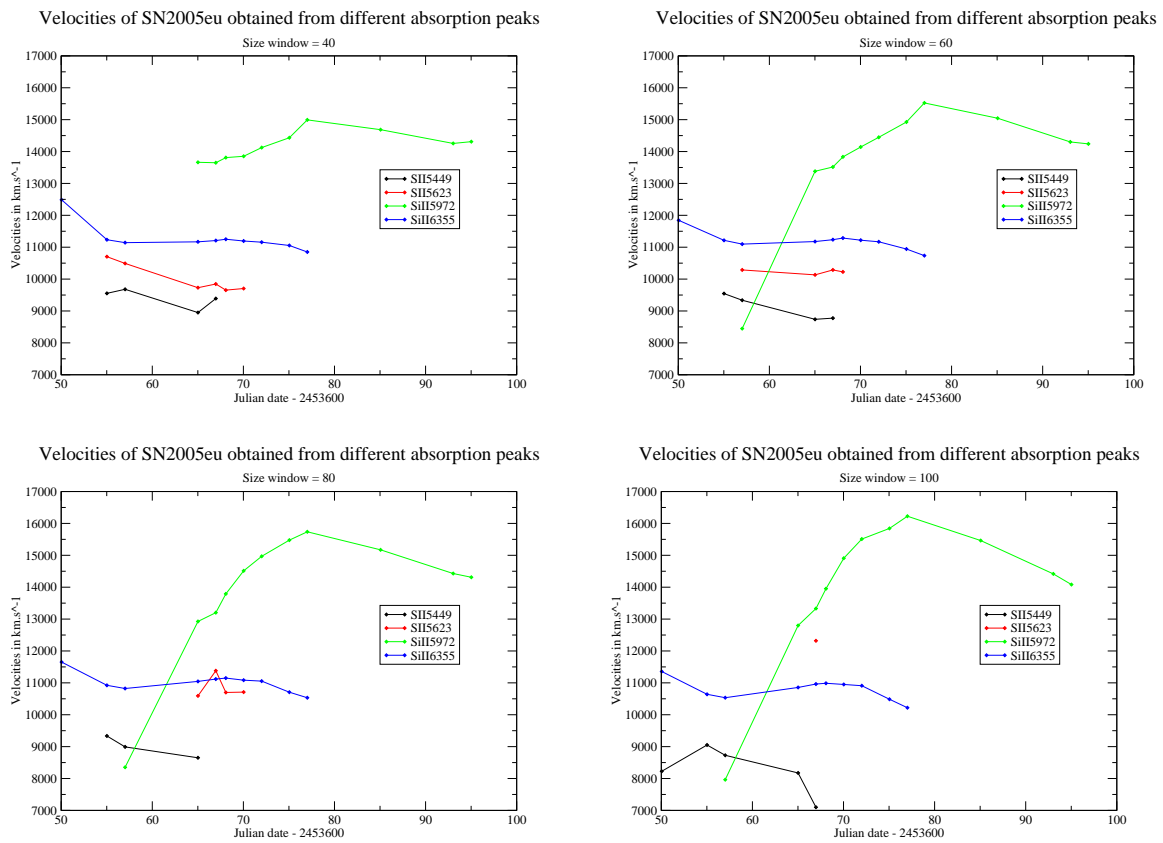 Velocities of SN2005eu obtained from different absorption peaks
Size window = 40
17000
16000
15000
14000
13000
12000
11000
10000
9000
8000
7000
Velocities in km.s^-1
SII5449
SII5623
SiII5972
SiII6355
50 60 70 80 90 100
Julian date - 2453600
Velocities of SN2005eu obtained from different absorption peaks
Size window = 60
17000
16000
15000
14000
13000
12000
11000
10000
9000
8000
7000
Velocities in km.s^-1
SII5449
SII5623
SiII5972
SiII6355
50 60 70 80 90 100
Julian date - 2453600
Velocities of SN2005eu obtained from different absorption peaks
Size window = 80
17000
16000
15000
14000
13000
12000
11000
10000
9000
8000
7000
Velocities in km.s^-1
SII5449
SII5623
SiII5972
SiII6355
50 60 70 80 90 100
Julian date - 2453600
Velocities of SN2005eu obtained from different absorption peaks
Size window = 100
17000
16000
15000
14000
13000
12000
11000
10000
9000
8000
7000
Velocities in km.s^-1
SII5449
SII5623
SiII5972
SiII6355
50 60 70 80 90 100
Julian date - 2453600